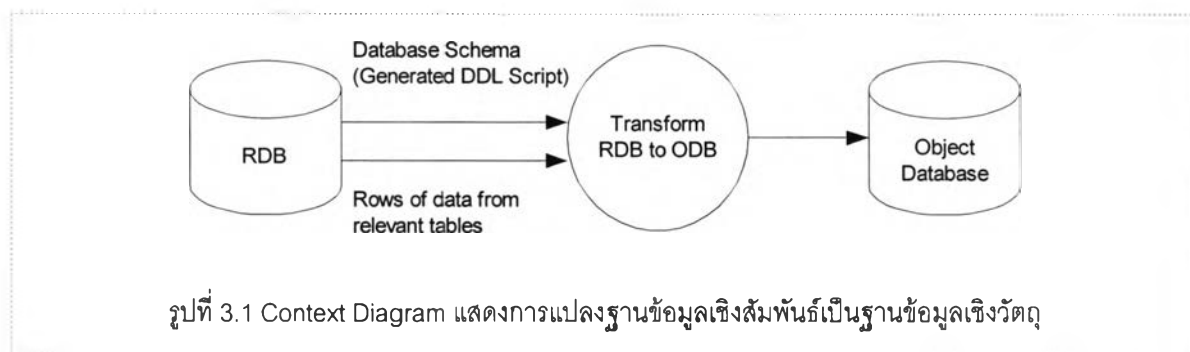 Database Schema
(Generated DDL Script)
RDB
Transform
RDB to ODB
Object
Database
Rows of data from
relevant tables
รูปที่ 3.1 Context Diagram แสดงการแปลงฐานข้อมูลเชิงสัมพันธ์เป็นฐานข้อมูลเชิงวัตถุ